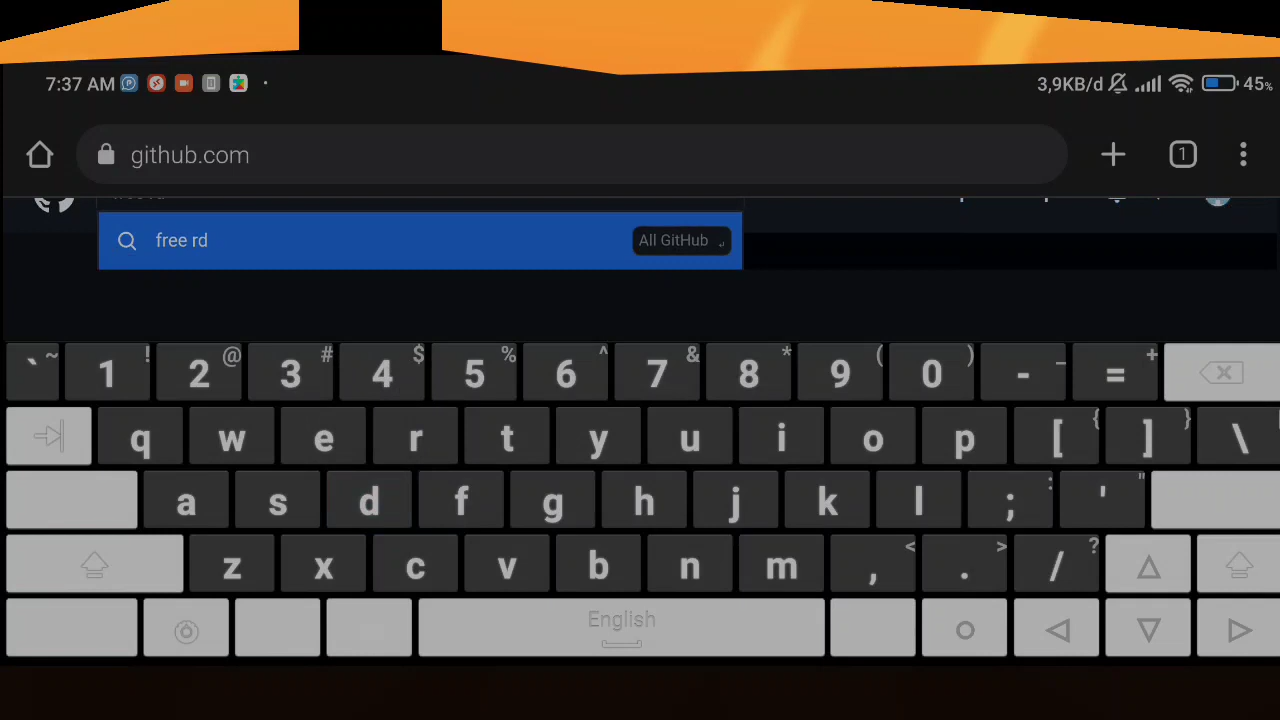 7:37 AM
3,9KB/d 45%
github.com
1
free rd All GitHub
` ~ 1 ! 2 @ 3 # 4 $ 5 % 6 ^ 7 & 8 * 9 ( 0 ) - _ = +
q w e r t y u i o p [ { ] } \
a s d f g h j k l ; : ' "
z x c v b n m , < . > / ?
English